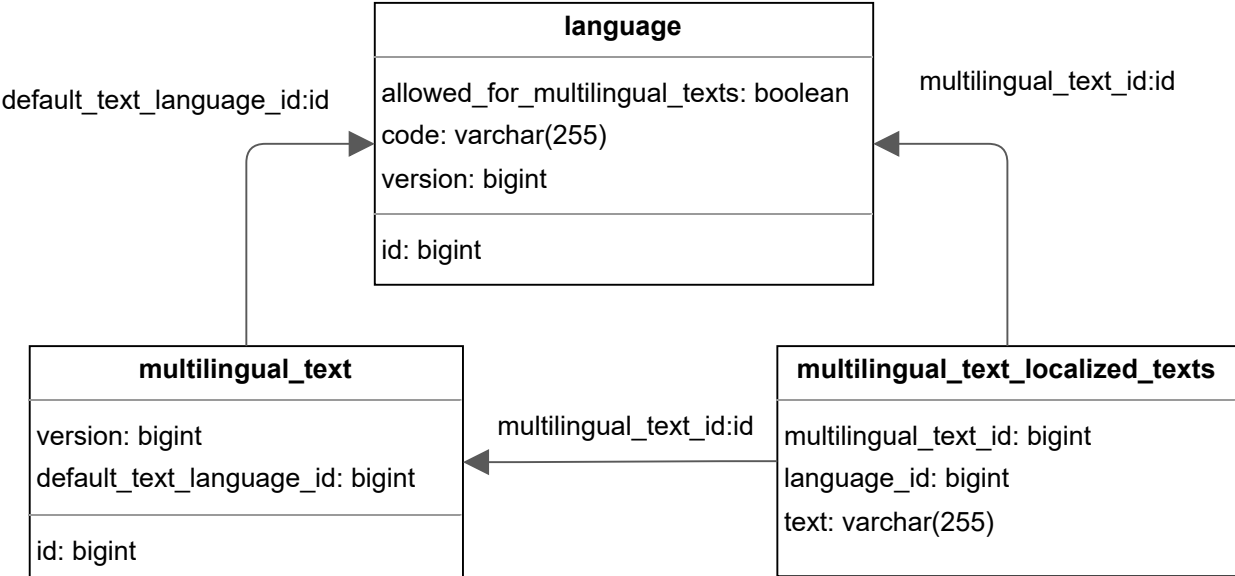 language
allowed_for_multilingual_texts: boolean
code: varchar(255)
version: bigint
id: bigint
default_text_language_id:id
multilingual_text_id:id
multilingual_text
version: bigint
default_text_language_id: bigint
id: bigint
multilingual_text_id:id
multilingual_text_localized_texts
multilingual_text_id: bigint
language_id: bigint
text: varchar(255)